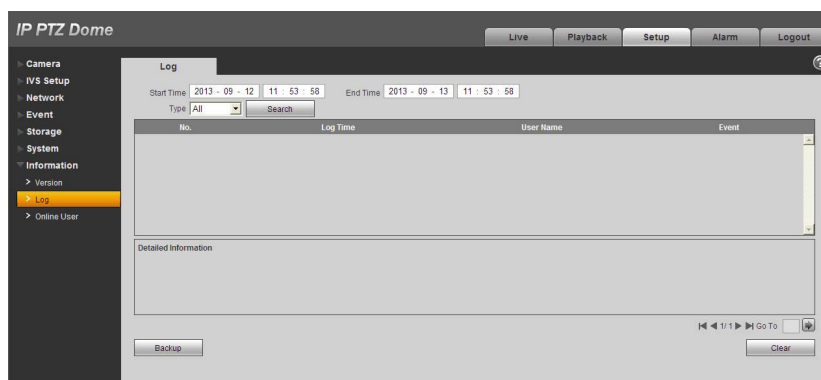 IP PTZ Dome
Live Playback Setup Alarm Logout
Camera
IVS Setup
Network
Event
Storage
System
Information
Version
Log
Online User
Log
Start Time 2013 - 09 - 12 11 : 53 : 58 End Time 2013 - 09 - 13 11 : 53 : 58
Type All Search
No. Log Time User Name Event
Detailed Information
1/1 Go To
Backup Clear